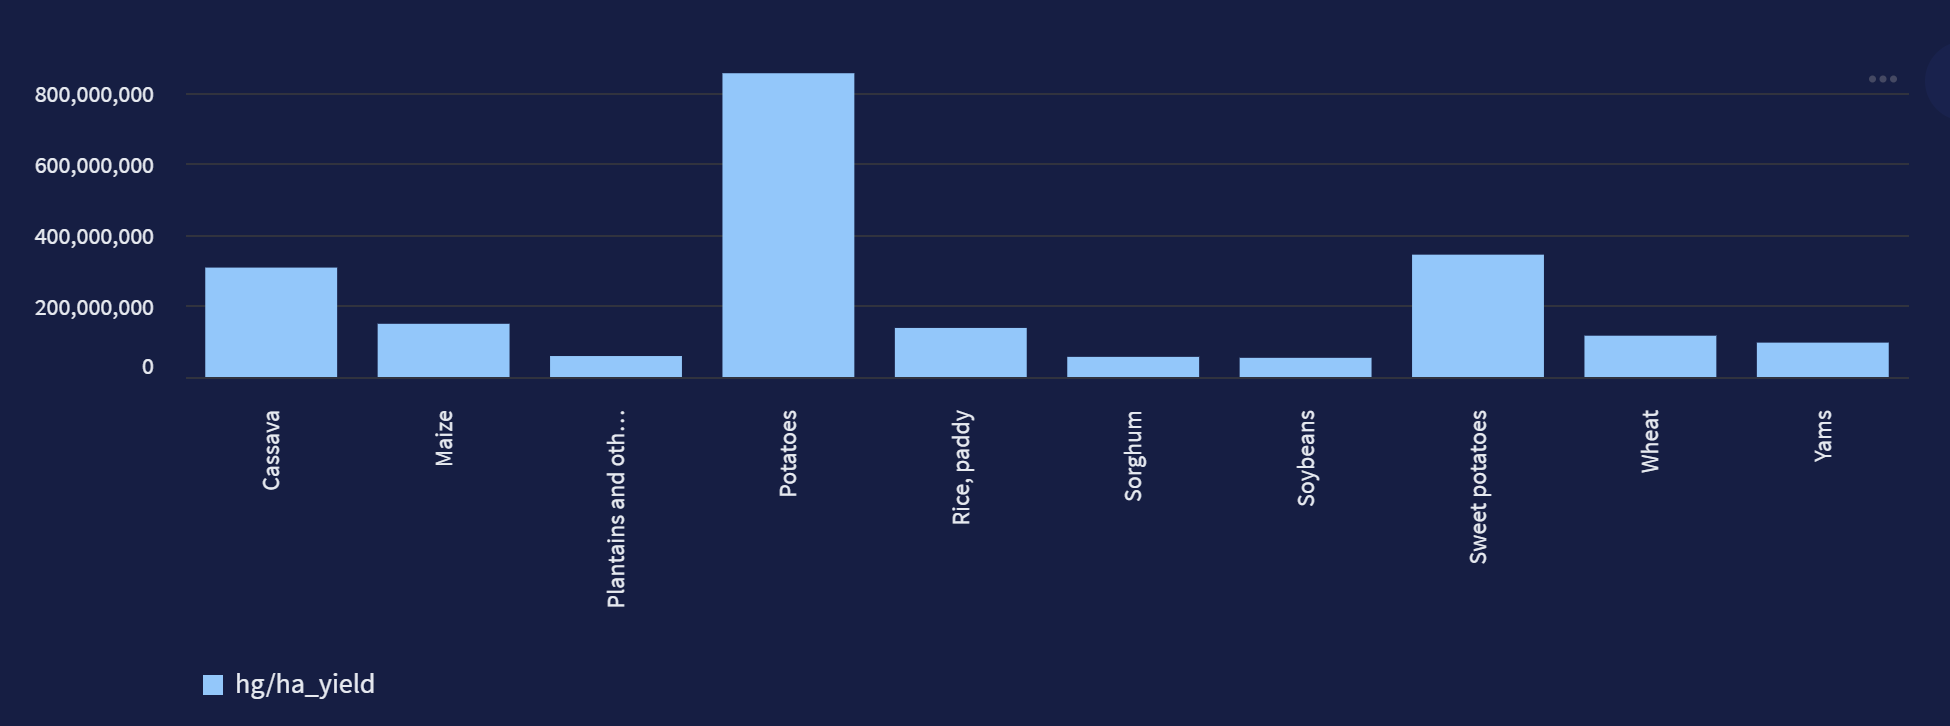 800,000,000
600,000,000
400,000,000
200,000,000
0
Cassava
Maize
Plantains and oth...
Potatoes
Rice, paddy
Sorghum
Soybeans
Sweet potatoes
Wheat
Yams
hg/ha_yield